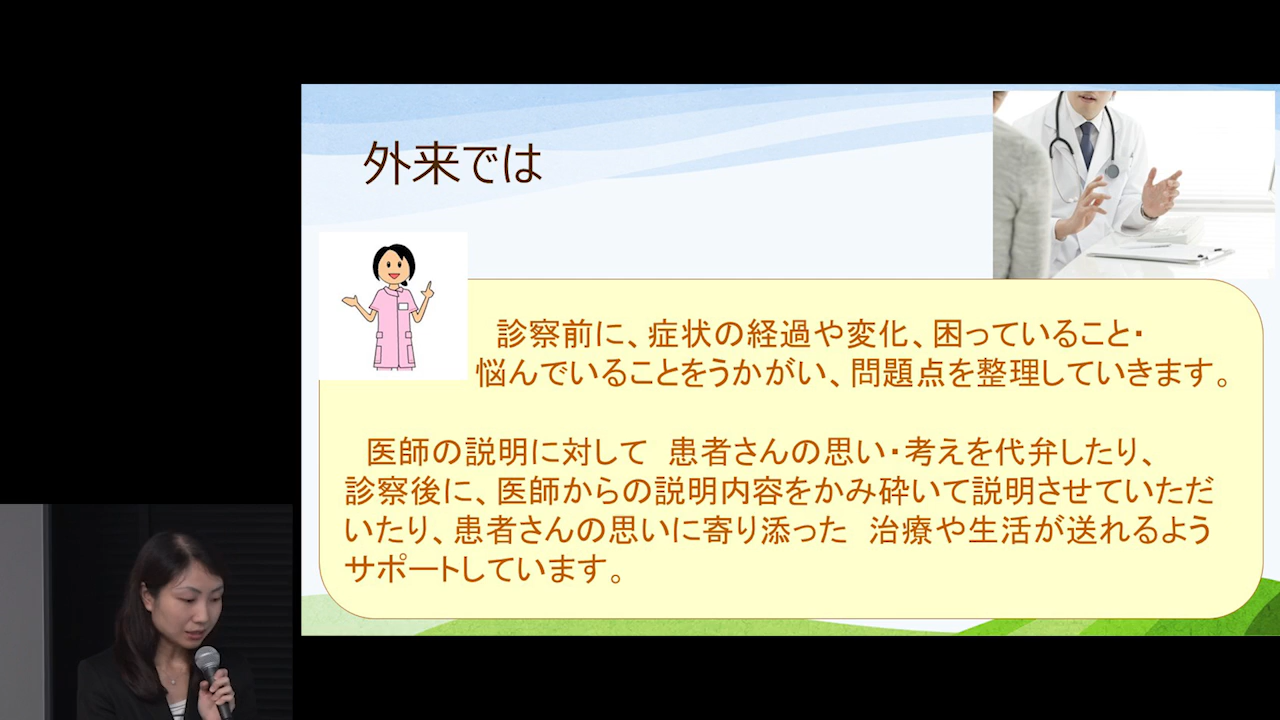 外来では
診察前に、症状の経過や変化、困っていること・
悩んでいることをうかがい、問題点を整理していきます。
医師の説明に対して　患者さんの思い・考えを代弁したり、
診察後に、医師からの説明内容をかみ砕いて説明させていただ
いたり、患者さんの思いに寄り添った　治療や生活が送れるよう
サポートしています。